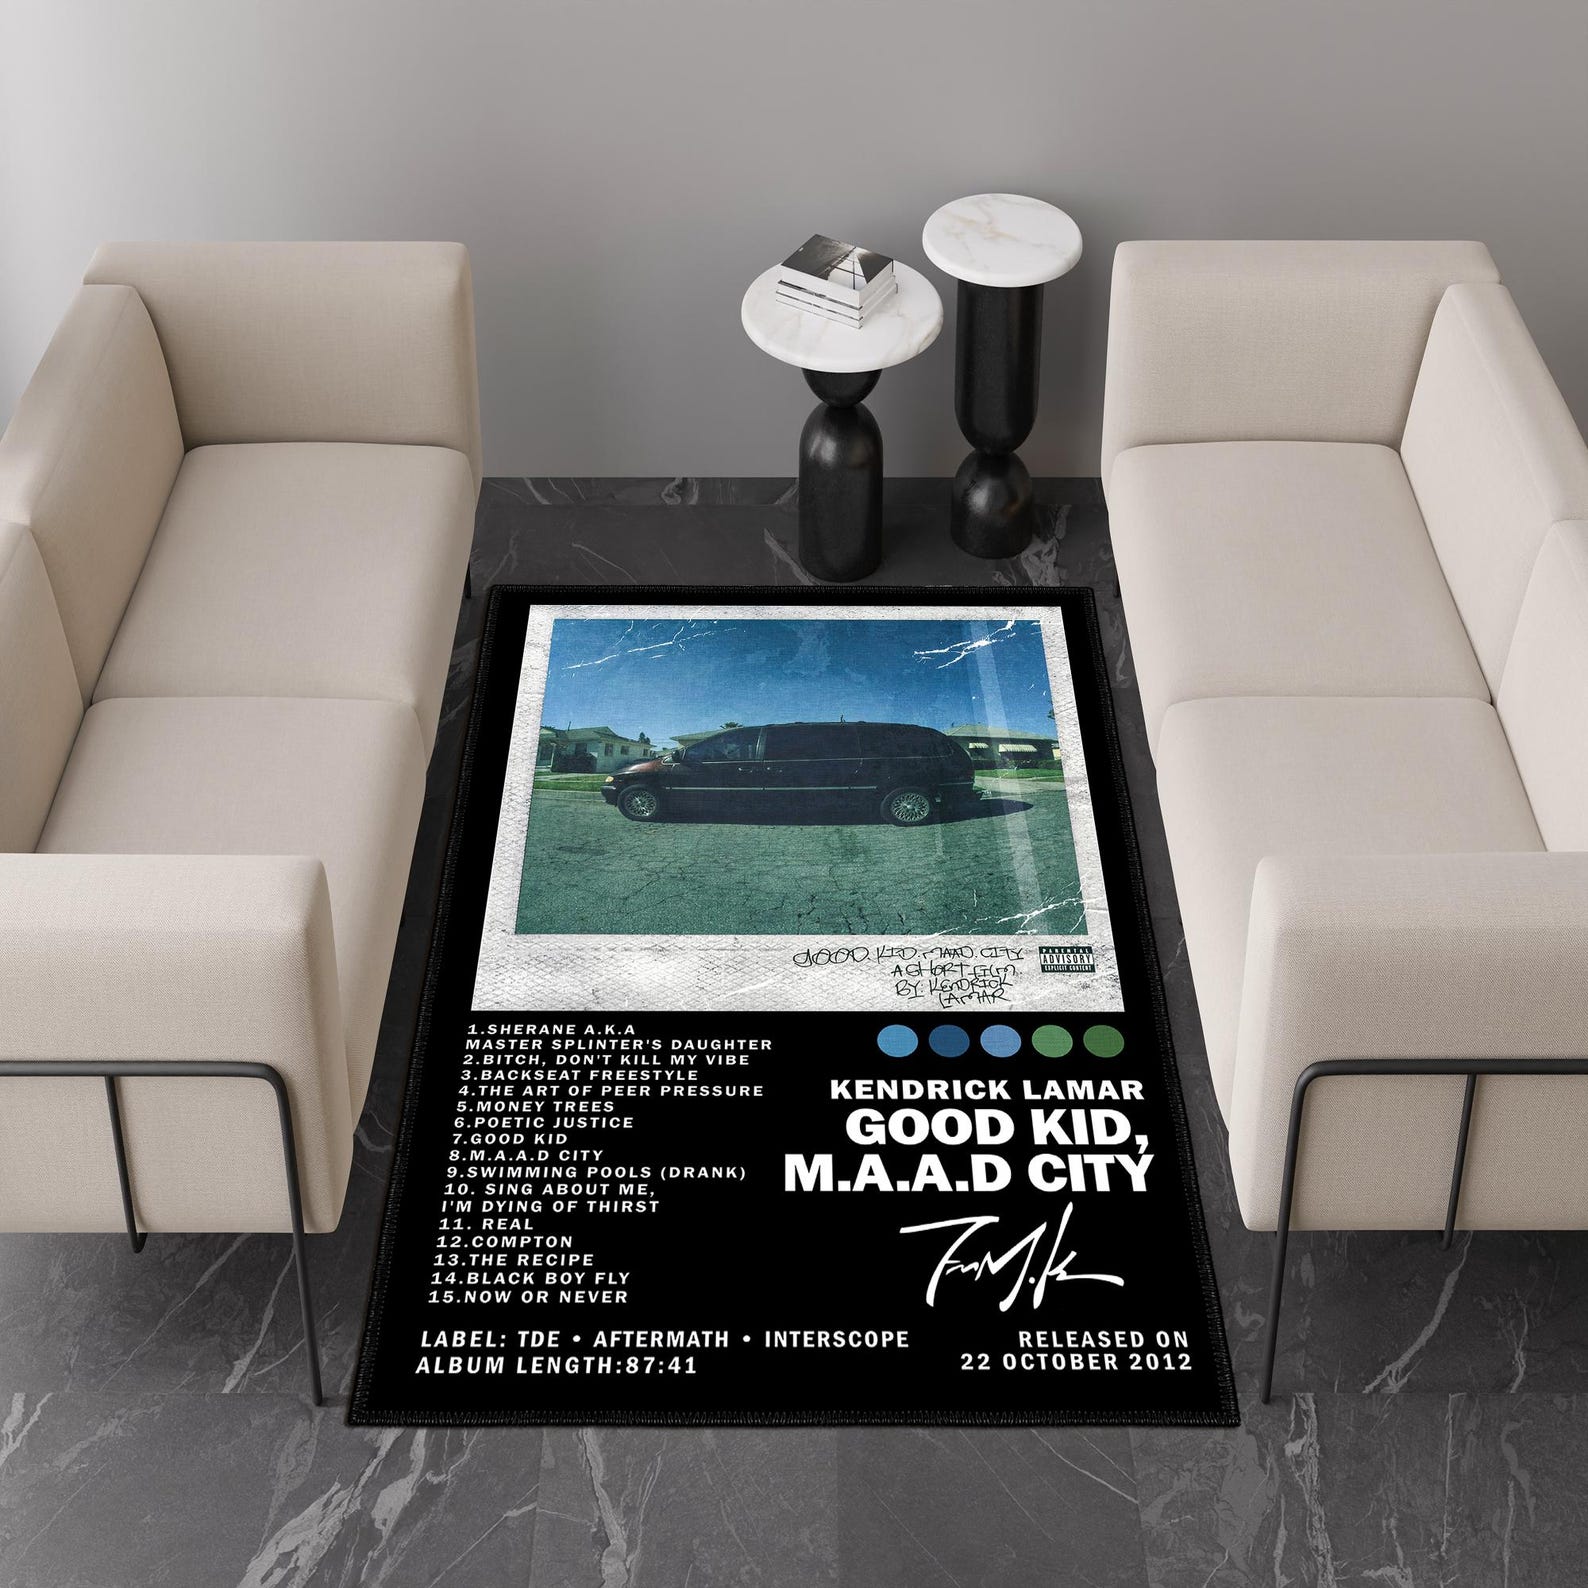 GOOD.KID.MAAD.CITY
A SHORT FILM.
BY: KENDRICK
LAMAR
PARENTAL
ADVISORY
EXPLICIT CONTENT
1.SHERANE A.K.A
MASTER SPLINTER'S DAUGHTER
2.BITCH, DON'T KILL MY VIBE
3.BACKSEAT FREESTYLE
4.THE ART OF PEER PRESSURE
5.MONEY TREES
6.POETIC JUSTICE
7.GOOD KID
8.M.A.A.D CITY
9.SWIMMING POOLS (DRANK)
10. SING ABOUT ME,
I'M DYING OF THIRST
11. REAL
12.COMPTON
13.THE RECIPE
14.BLACK BOY FLY
15.NOW OR NEVER
KENDRICK LAMAR
GOOD KID,
M.A.A.D CITY
LABEL: TDE • AFTERMATH • INTERSCOPE
ALBUM LENGTH:87:41
RELEASED ON
22 OCTOBER 2012